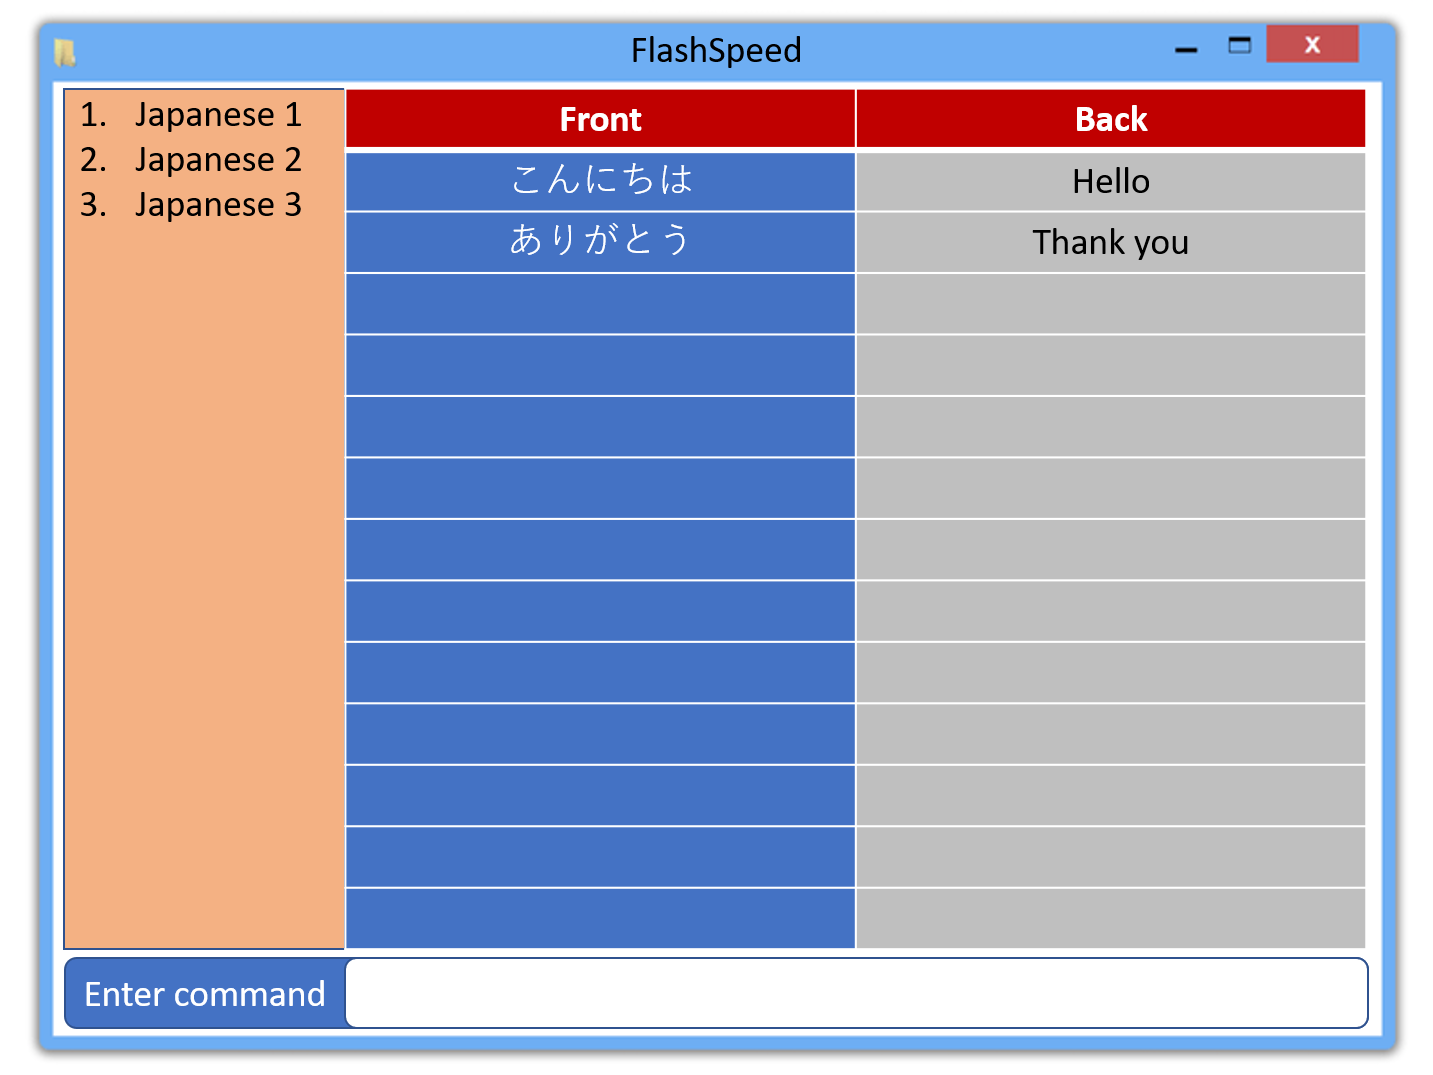 FlashSpeed
X
1. Japanese 1
2. Japanese 2
3. Japanese 3
Front Back
こんにちは Hello
ありがとう Thank you
Enter command